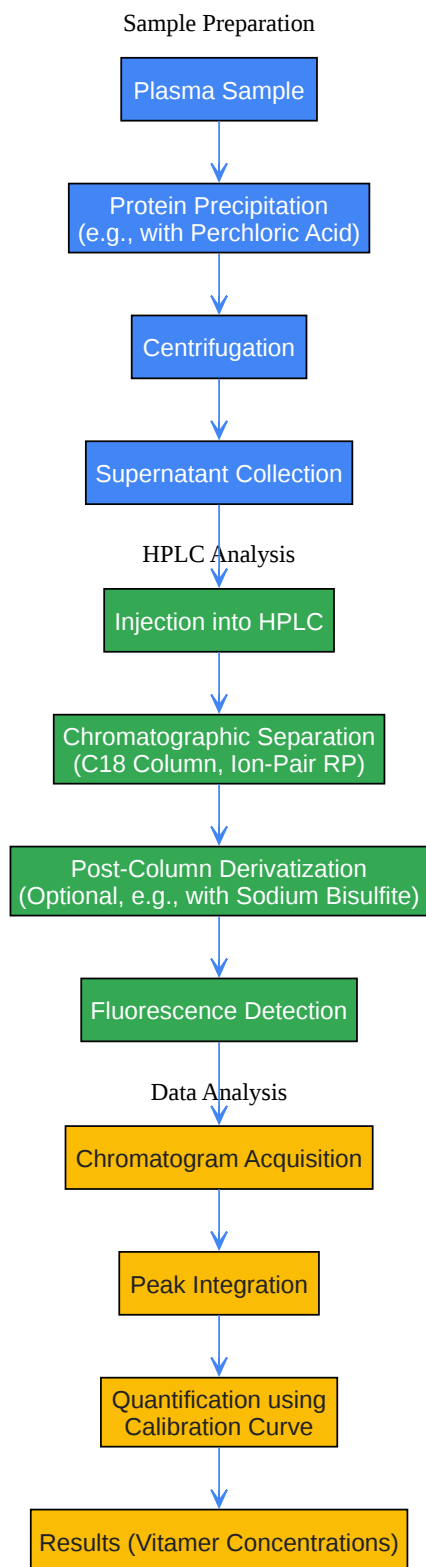 Sample Preparation
Plasma Sample
Protein Precipitation
(e.g., with Perchloric Acid)
Centrifugation
Supernatant Collection
HPLC Analysis
Injection into HPLC
Chromatographic Separation
(C18 Column, Ion-Pair RP)
Post-Column Derivatization
(Optional, e.g., with Sodium Bisulfite)
Fluorescence Detection
Data Analysis
Chromatogram Acquisition
Peak Integration
Quantification using
Calibration Curve
Results (Vitamer Concentrations)